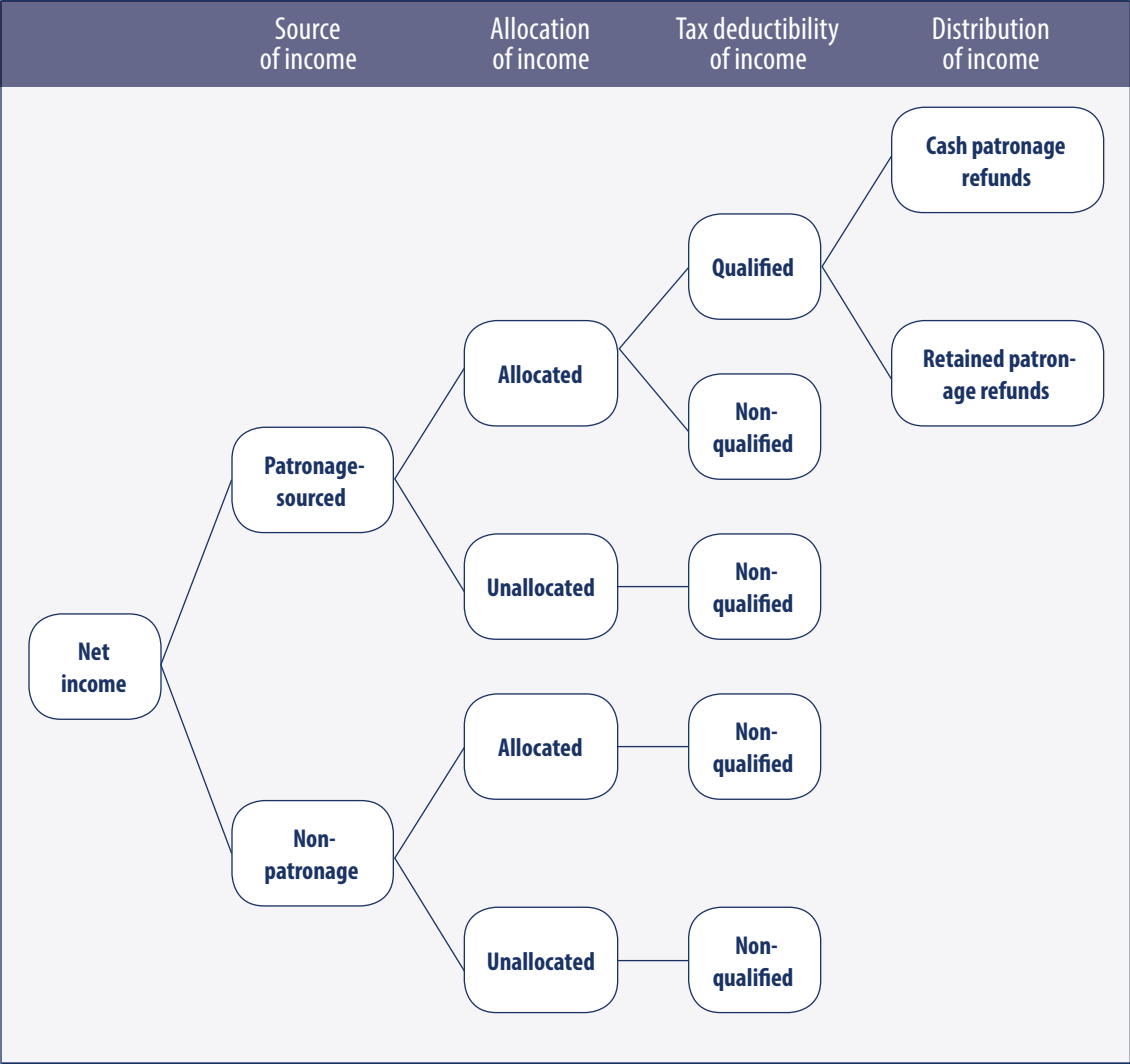 Source
of income
Allocation
of income
Tax deductibility
of income
Distribution
of income
Cash patronage
refunds
Qualified
Allocated
Retained patron-
age refunds
Non-
qualified
Patronage-
sourced
Unallocated
Non-
qualified
Net
income
Allocated
Non-
qualified
Non-
patronage
Unallocated
Non-
qualified